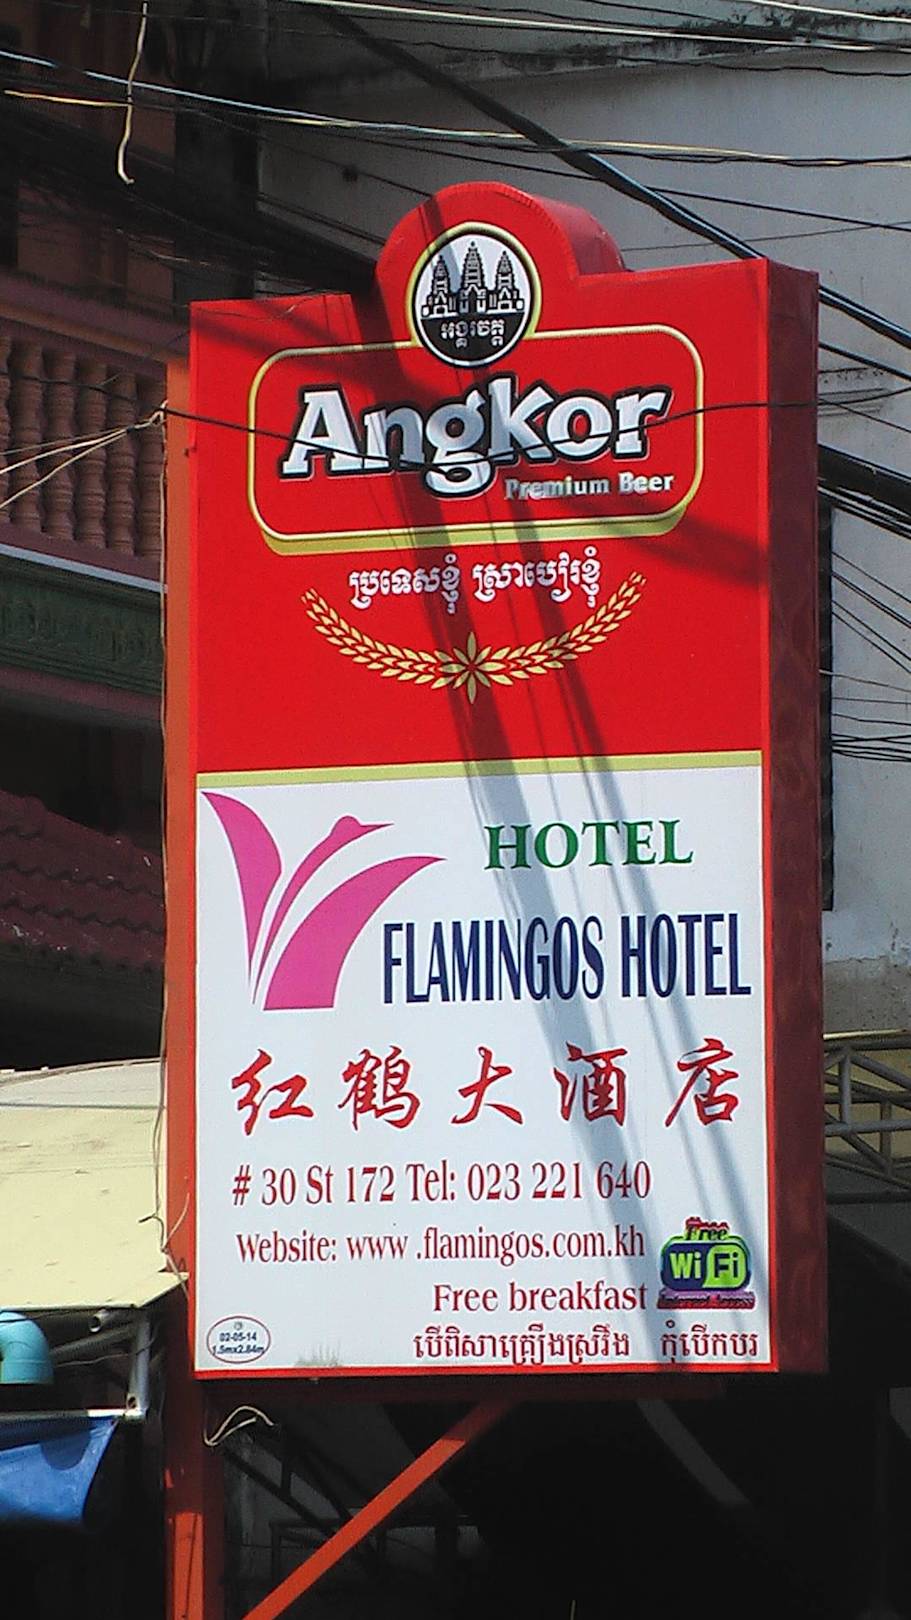 អង្គរវត្ត
Angkor
Premium Beer
ប្រទេសខ្ញុំ ស្រាបៀរខ្ញុំ
HOTEL
FLAMINGOS HOTEL
红鹤大酒店
# 30 St 172 Tel: 023 221 640
Website: www .flamingos.com.kh
Free
Wi Fi
Free breakfast
02-05-14
1.5mx2.84m
បើពិសាគ្រឿងស្រវឹង កុំបើកបរ